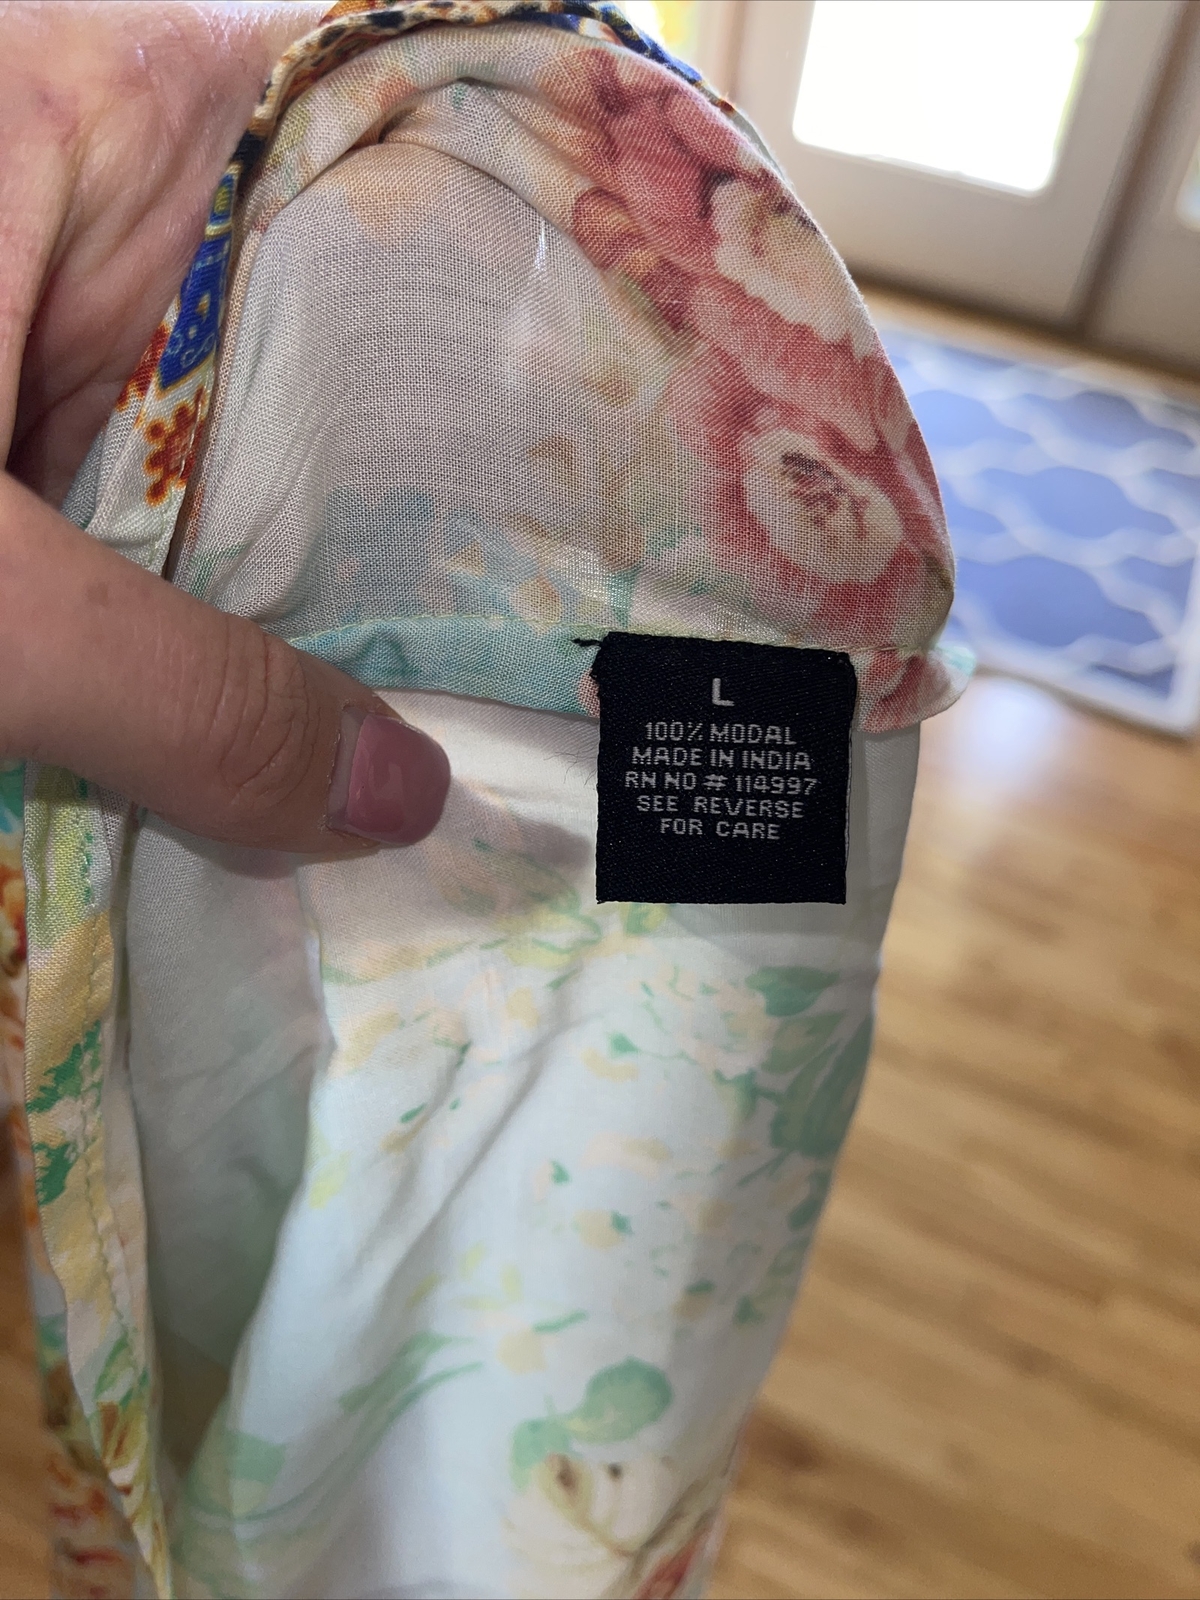 L
100% MODAL
MADE IN INDIA
RN NO # 114997
SEE REVERSE
FOR CARE